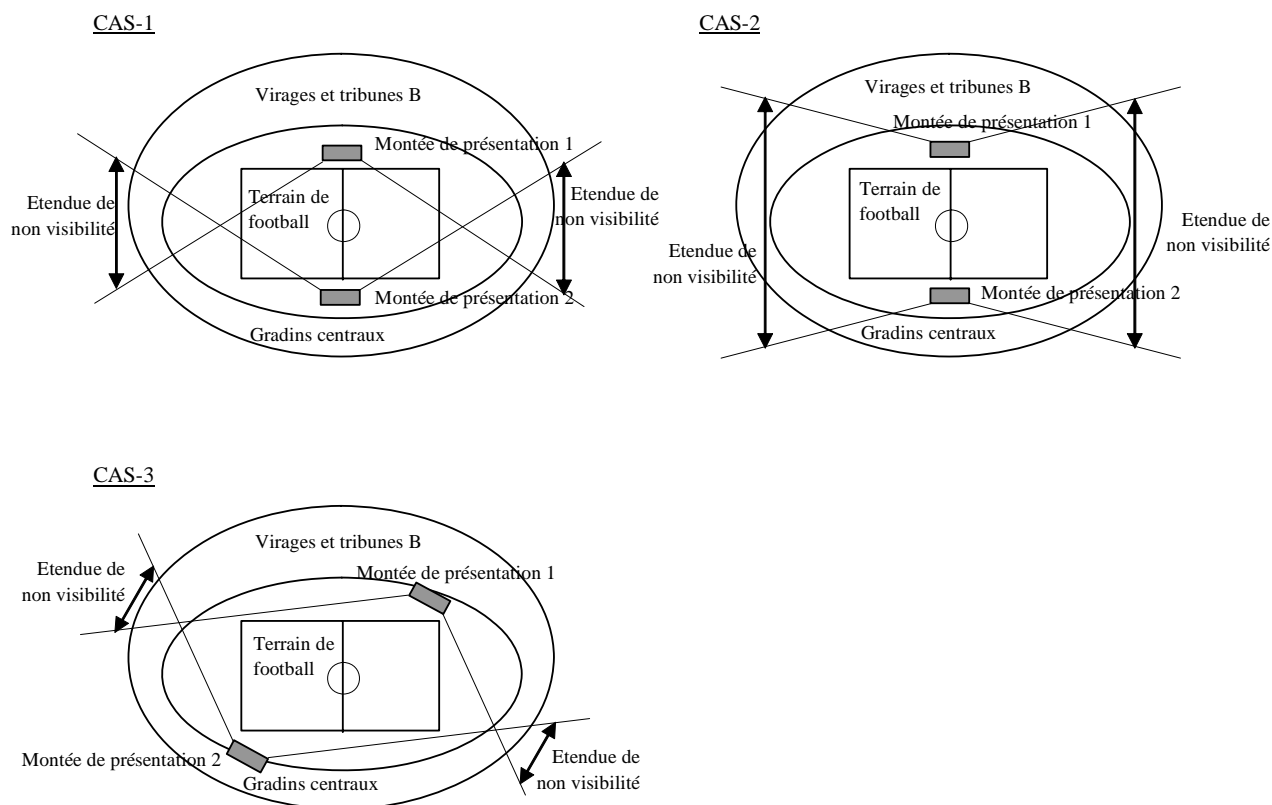 CAS-1
Virages et tribunes B
Montée de présentation 1
Terrain de
football
Etendue de
non visibilité
Etendue de
non visibilité
Montée de présentation 2
Gradins centraux
CAS-2
Virages et tribunes B
Montée de présentation 1
Terrain de
football
Etendue de
non visibilité
Etendue de
non visibilité
Montée de présentation 2
Gradins centraux
CAS-3
Virages et tribunes B
Etendue de
non visibilité
Montée de présentation 1
Terrain de
football
Montée de présentation 2
Gradins centraux
Etendue de
non visibilité